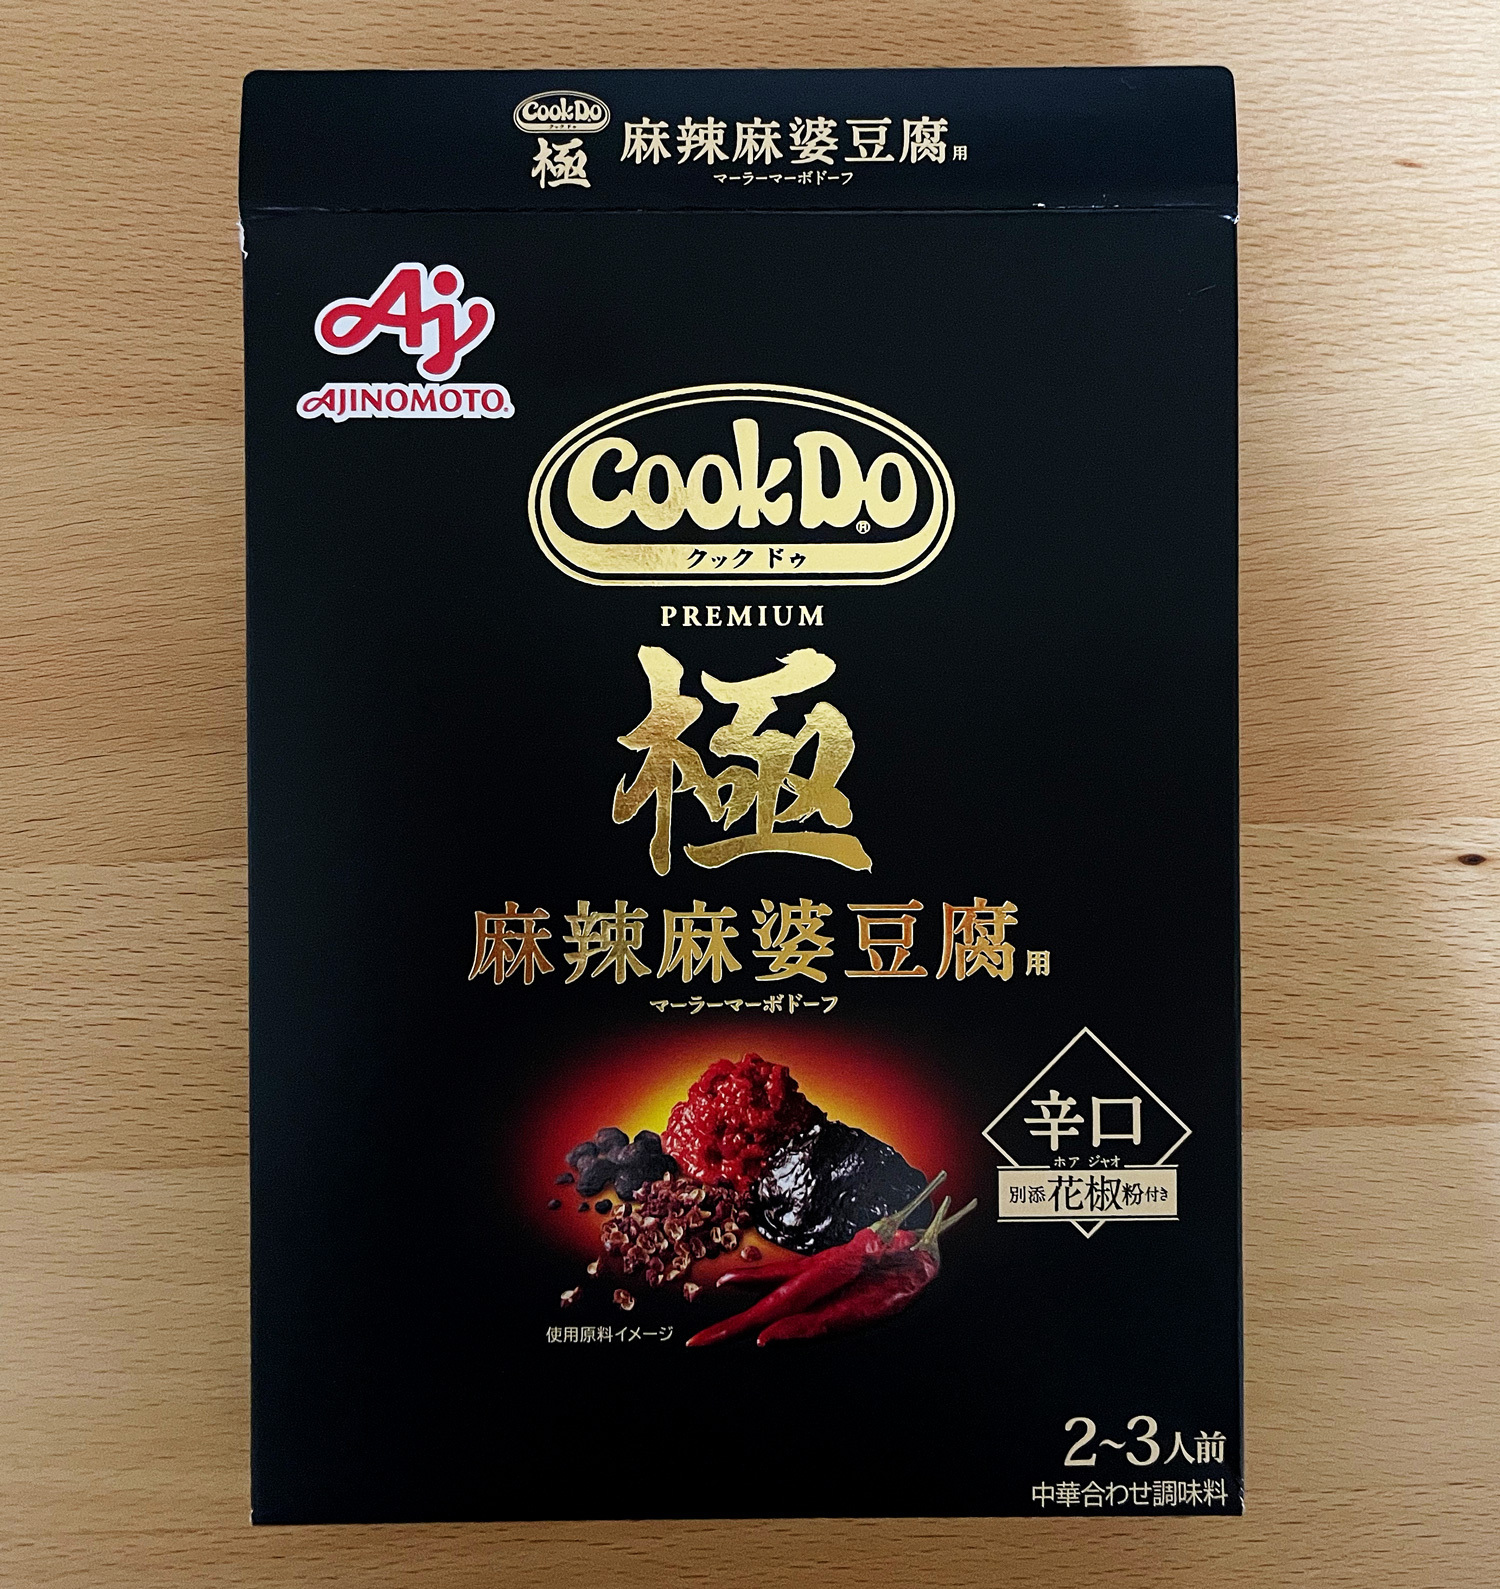 CookDo
クックドゥ
極
麻辣麻婆豆腐用
マーラーマーボドーフ
Aj
AJINOMOTO®
CookDo®
クックドゥ
PREMIUM
極
麻辣麻婆豆腐用
マーラーマーボドーフ
辛口
ホアジャオ
別添花椒粉付き
使用原料イメージ
2~3人前
中華合わせ調味料